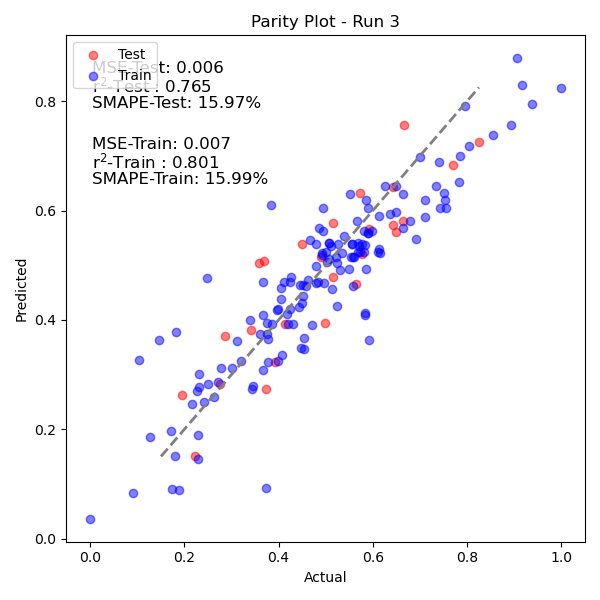 Parity Plot - Run 3
Test
Train
MSE-Test: 0.006
r²-Test : 0.765
SMAPE-Test: 15.97%
MSE-Train: 0.007
r²-Train : 0.801
SMAPE-Train: 15.99%
Predicted
0.8
0.6
0.4
0.2
0.0
0.0 0.2 0.4 0.6 0.8 1.0
Actual